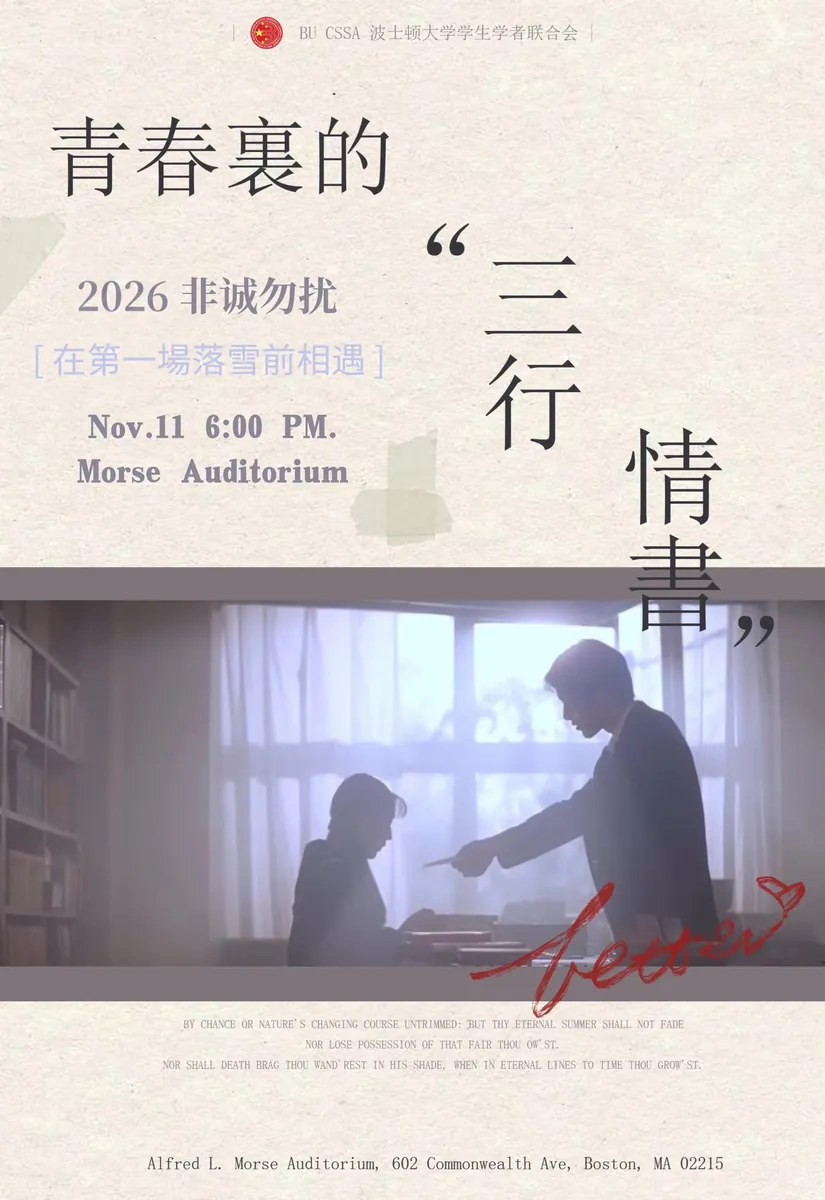 BU CSSA 波士顿大学学生学者联合会
青春裏的
“三行
情書”
2026 非诚勿扰
[在第一場落雪前相遇]
Nov.11 6:00 PM.
Morse Auditorium
better
BY CHANCE OR NATURE'S CHANGING COURSE UNTRIMMED: BUT THY ETERNAL SUMMER SHALL NOT FADE
NOR LOSE POSSESSION OF THAT FAIR THOU OW'ST.
NOR SHALL DEATH BRAG THOU WAND'REST IN HIS SHADE, WHEN IN ETERNAL LINES TO TIME THOU GROW'ST.
Alfred L. Morse Auditorium, 602 Commonwealth Ave, Boston, MA 02215